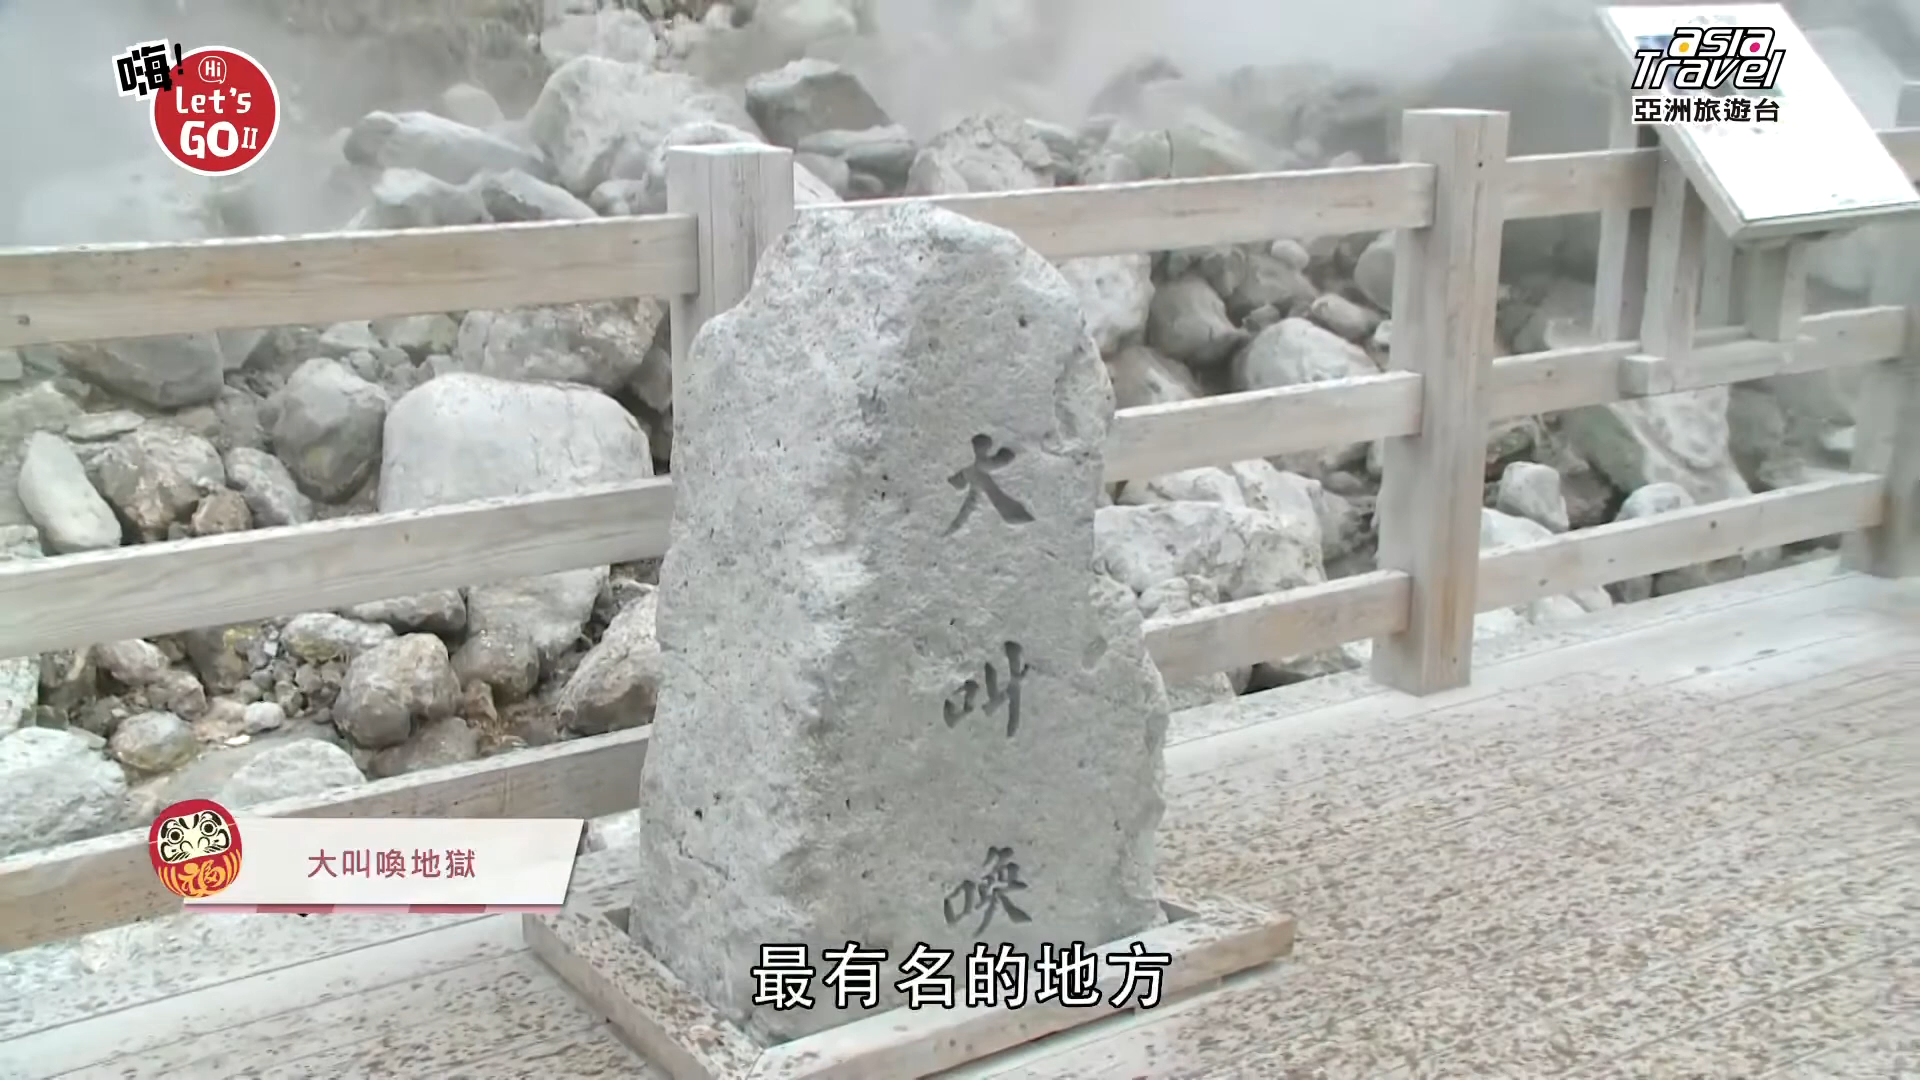 嗨!
Hi
Let's
GO II
asia
Travel
亞洲旅遊台
大叫喚
福
大叫喚地獄
最有名的地方